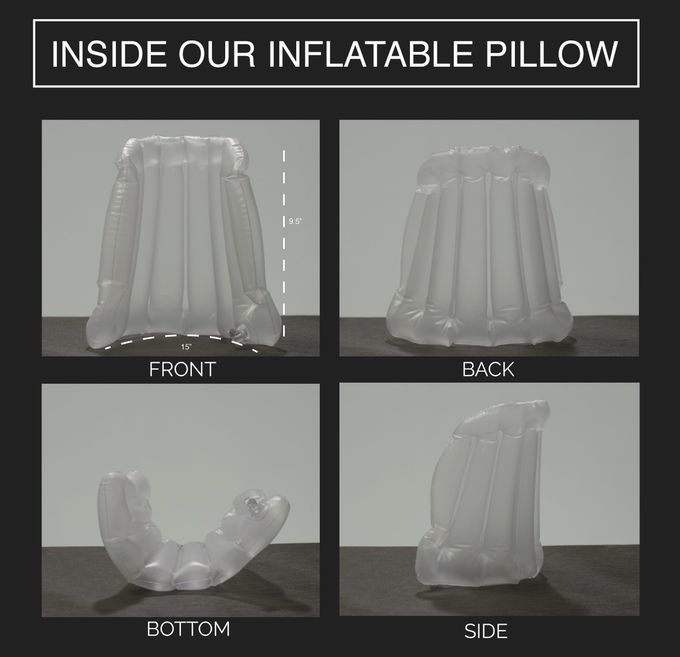 INSIDE OUR INFLATABLE PILLOW
9.5"
15"
FRONT
BACK
BOTTOM
SIDE